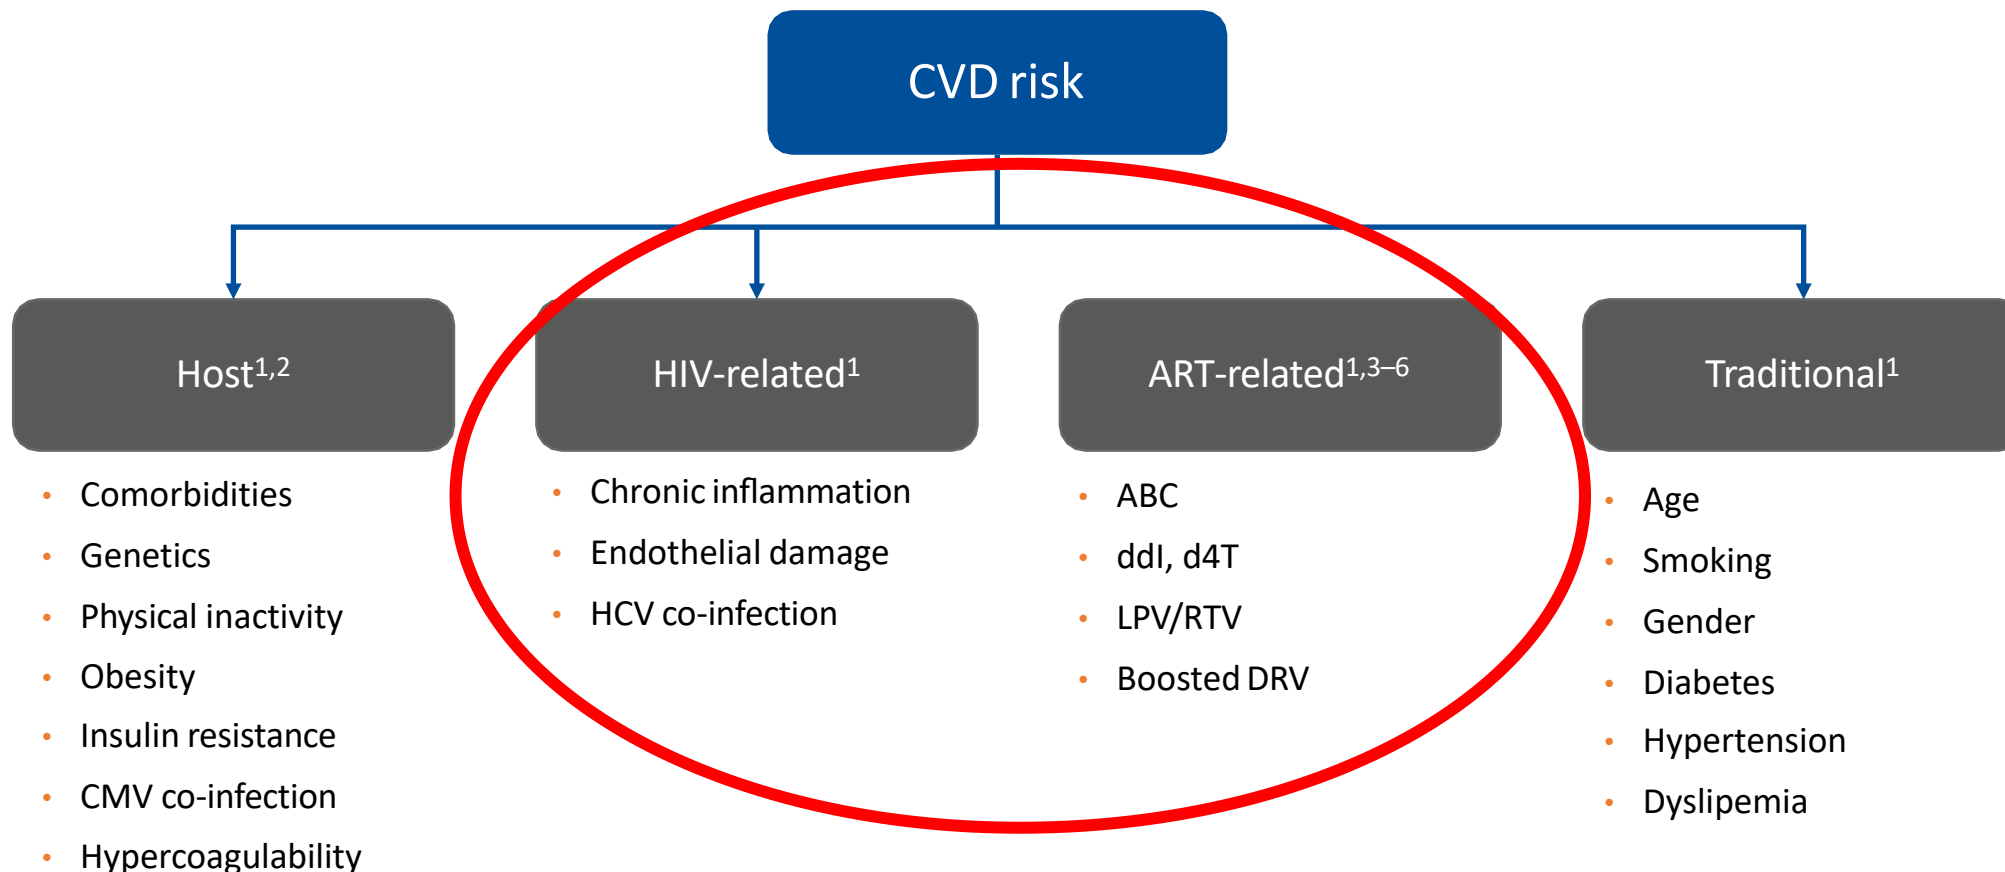 CVD risk
Host1,2
HIV-related1
ART-related1,3–6
Traditional1
• Comorbidities
• Genetics
• Physical inactivity
• Obesity
• Insulin resistance
• CMV co-infection
• Hypercoagulability
• Chronic inflammation
• Endothelial damage
• HCV co-infection
• ABC
• ddI, d4T
• LPV/RTV
• Boosted DRV
• Age
• Smoking
• Gender
• Diabetes
• Hypertension
• Dyslipemia